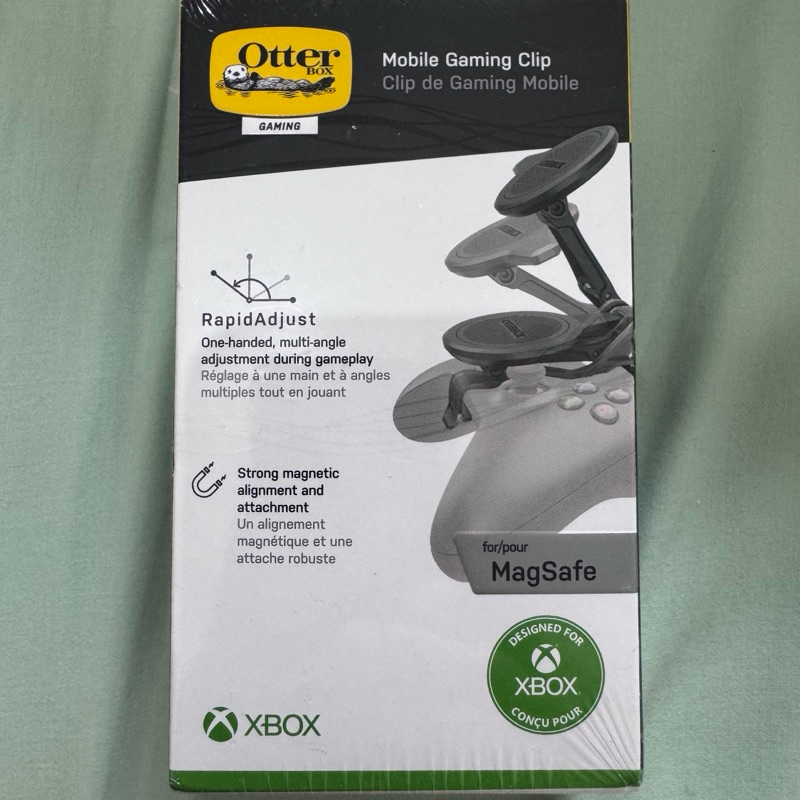 Otter
BOX
GAMING
Mobile Gaming Clip
Clip de Gaming Mobile
RapidAdjust
One-handed, multi-angle
adjustment during gameplay
Réglage à une main et à angles
multiples tout en jouant
Strong magnetic
alignment and
attachment
Un alignement
magnétique et une
attache robuste
for/pour
MagSafe
DESIGNED FOR
XBOX
CONÇU POUR
XBOX